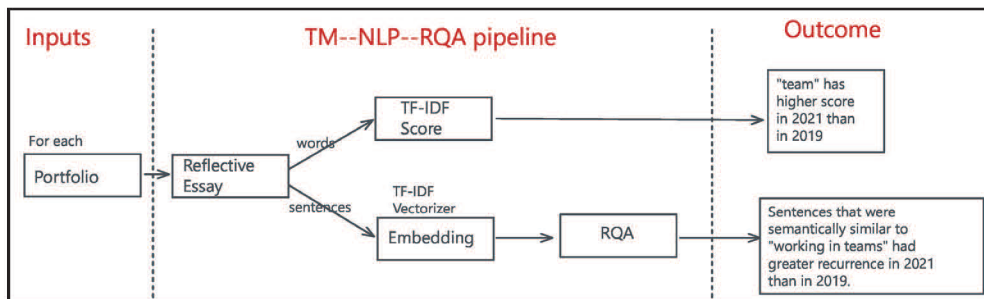 Inputs
TM--NLP--RQA pipeline
Outcome
For each
Portfolio
Reflective
Essay
words
sentences
TF-IDF
Score
TF-IDF
Vectorizer
Embedding
RQA
"team" has
higher score
in 2021 than
in 2019
Sentences that were
semantically similar to
"working in teams" had
greater recurrence in 2021
than in 2019.